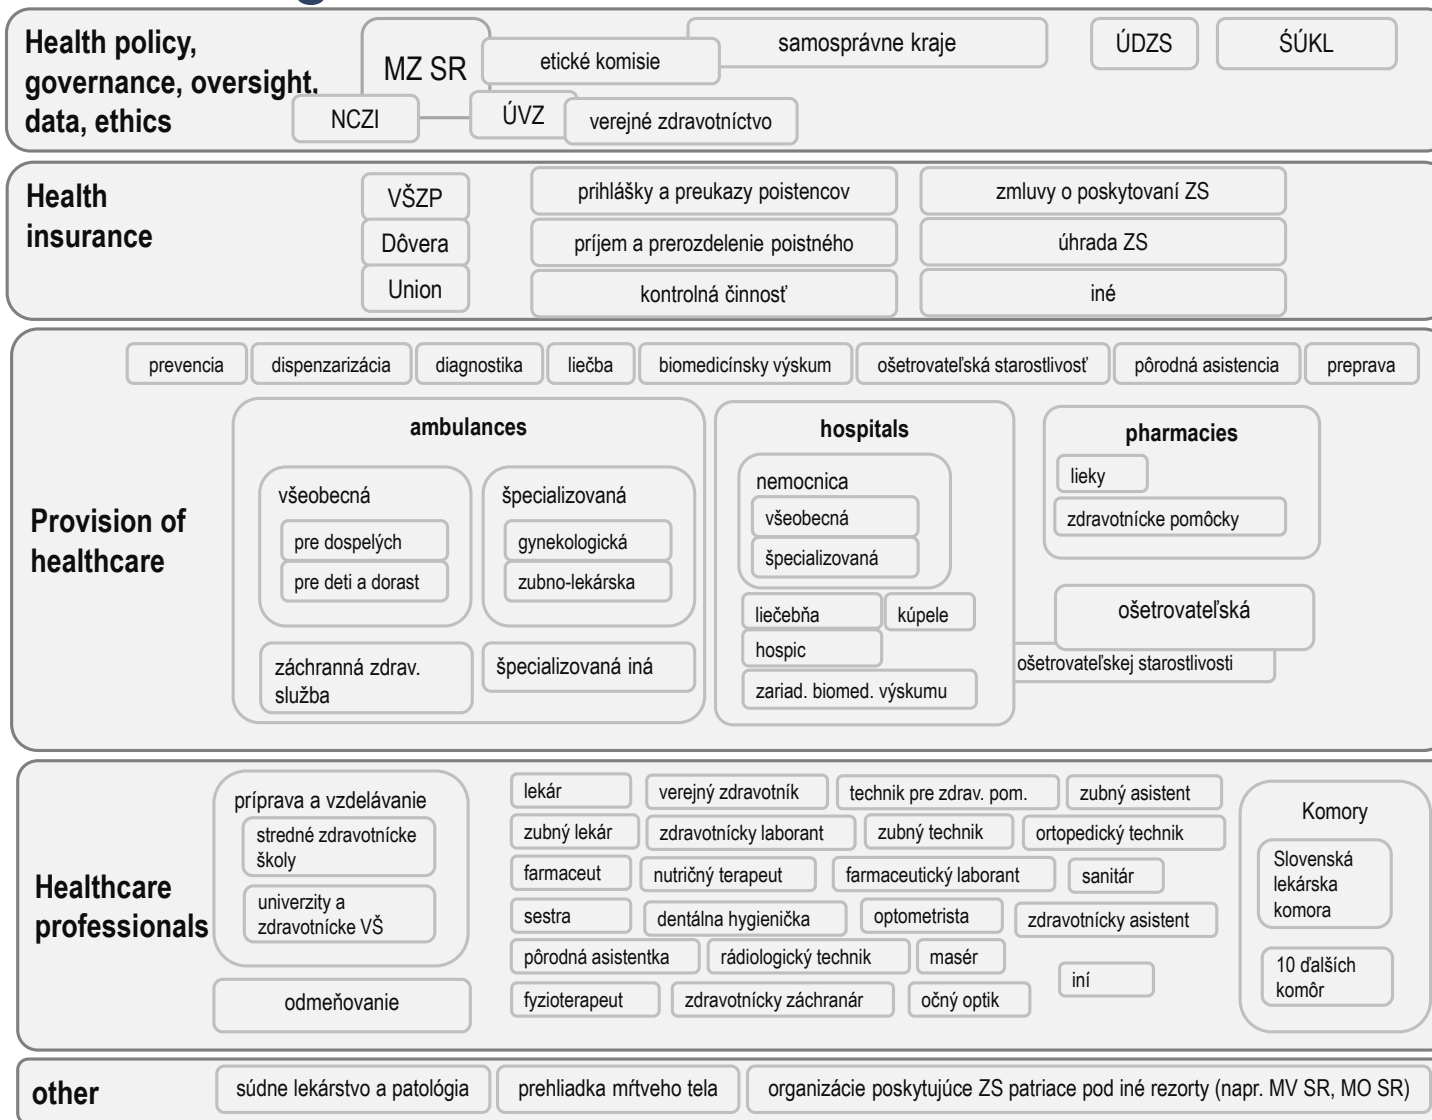 Health policy,
governance, oversight,
data, ethics
MZ SR
etické komisie
samosprávne kraje
ÚDZS
ŚÚKL
NCZI
ÚVZ
verejné zdravotníctvo
Health
insurance
VŠZP
prihlášky a preukazy poistencov
zmluvy o poskytovaní ZS
Dôvera
príjem a prerozdelenie poistného
úhrada ZS
Union
kontrolná činnosť
iné
prevencia
dispenzarizácia
diagnostika
liečba
biomedicínsky výskum
ošetrovateľská starostlivosť
pôrodná asistencia
preprava
Provision of
healthcare
ambulances
všeobecná
pre dospelých
pre deti a dorast
špecializovaná
gynekologická
zubno-lekárska
záchranná zdrav.
služba
špecializovaná iná
hospitals
nemocnica
všeobecná
špecializovaná
liečebňa
kúpele
hospic
zariad. biomed. výskumu
pharmacies
lieky
zdravotnícke pomôcky
ošetrovateľská
ošetrovateľskej starostlivosti
Healthcare
professionals
príprava a vzdelávanie
stredné zdravotnícke
školy
univerzity a
zdravotnícke VŠ
odmeňovanie
lekár
verejný zdravotník
technik pre zdrav. pom.
zubný asistent
zubný lekár
zdravotnícky laborant
zubný technik
ortopedický technik
farmaceut
nutričný terapeut
farmaceutický laborant
sanitár
sestra
dentálna hygienička
optometrista
zdravotnícky asistent
pôrodná asistentka
rádiologický technik
masér
iní
fyzioterapeut
zdravotnícky záchranár
očný optik
Komory
Slovenská
lekárska
komora
10 ďalších
komôr
other
súdne lekárstvo a patológia
prehliadka mŕtveho tela
organizácie poskytujúce ZS patriace pod iné rezorty (napr. MV SR, MO SR)